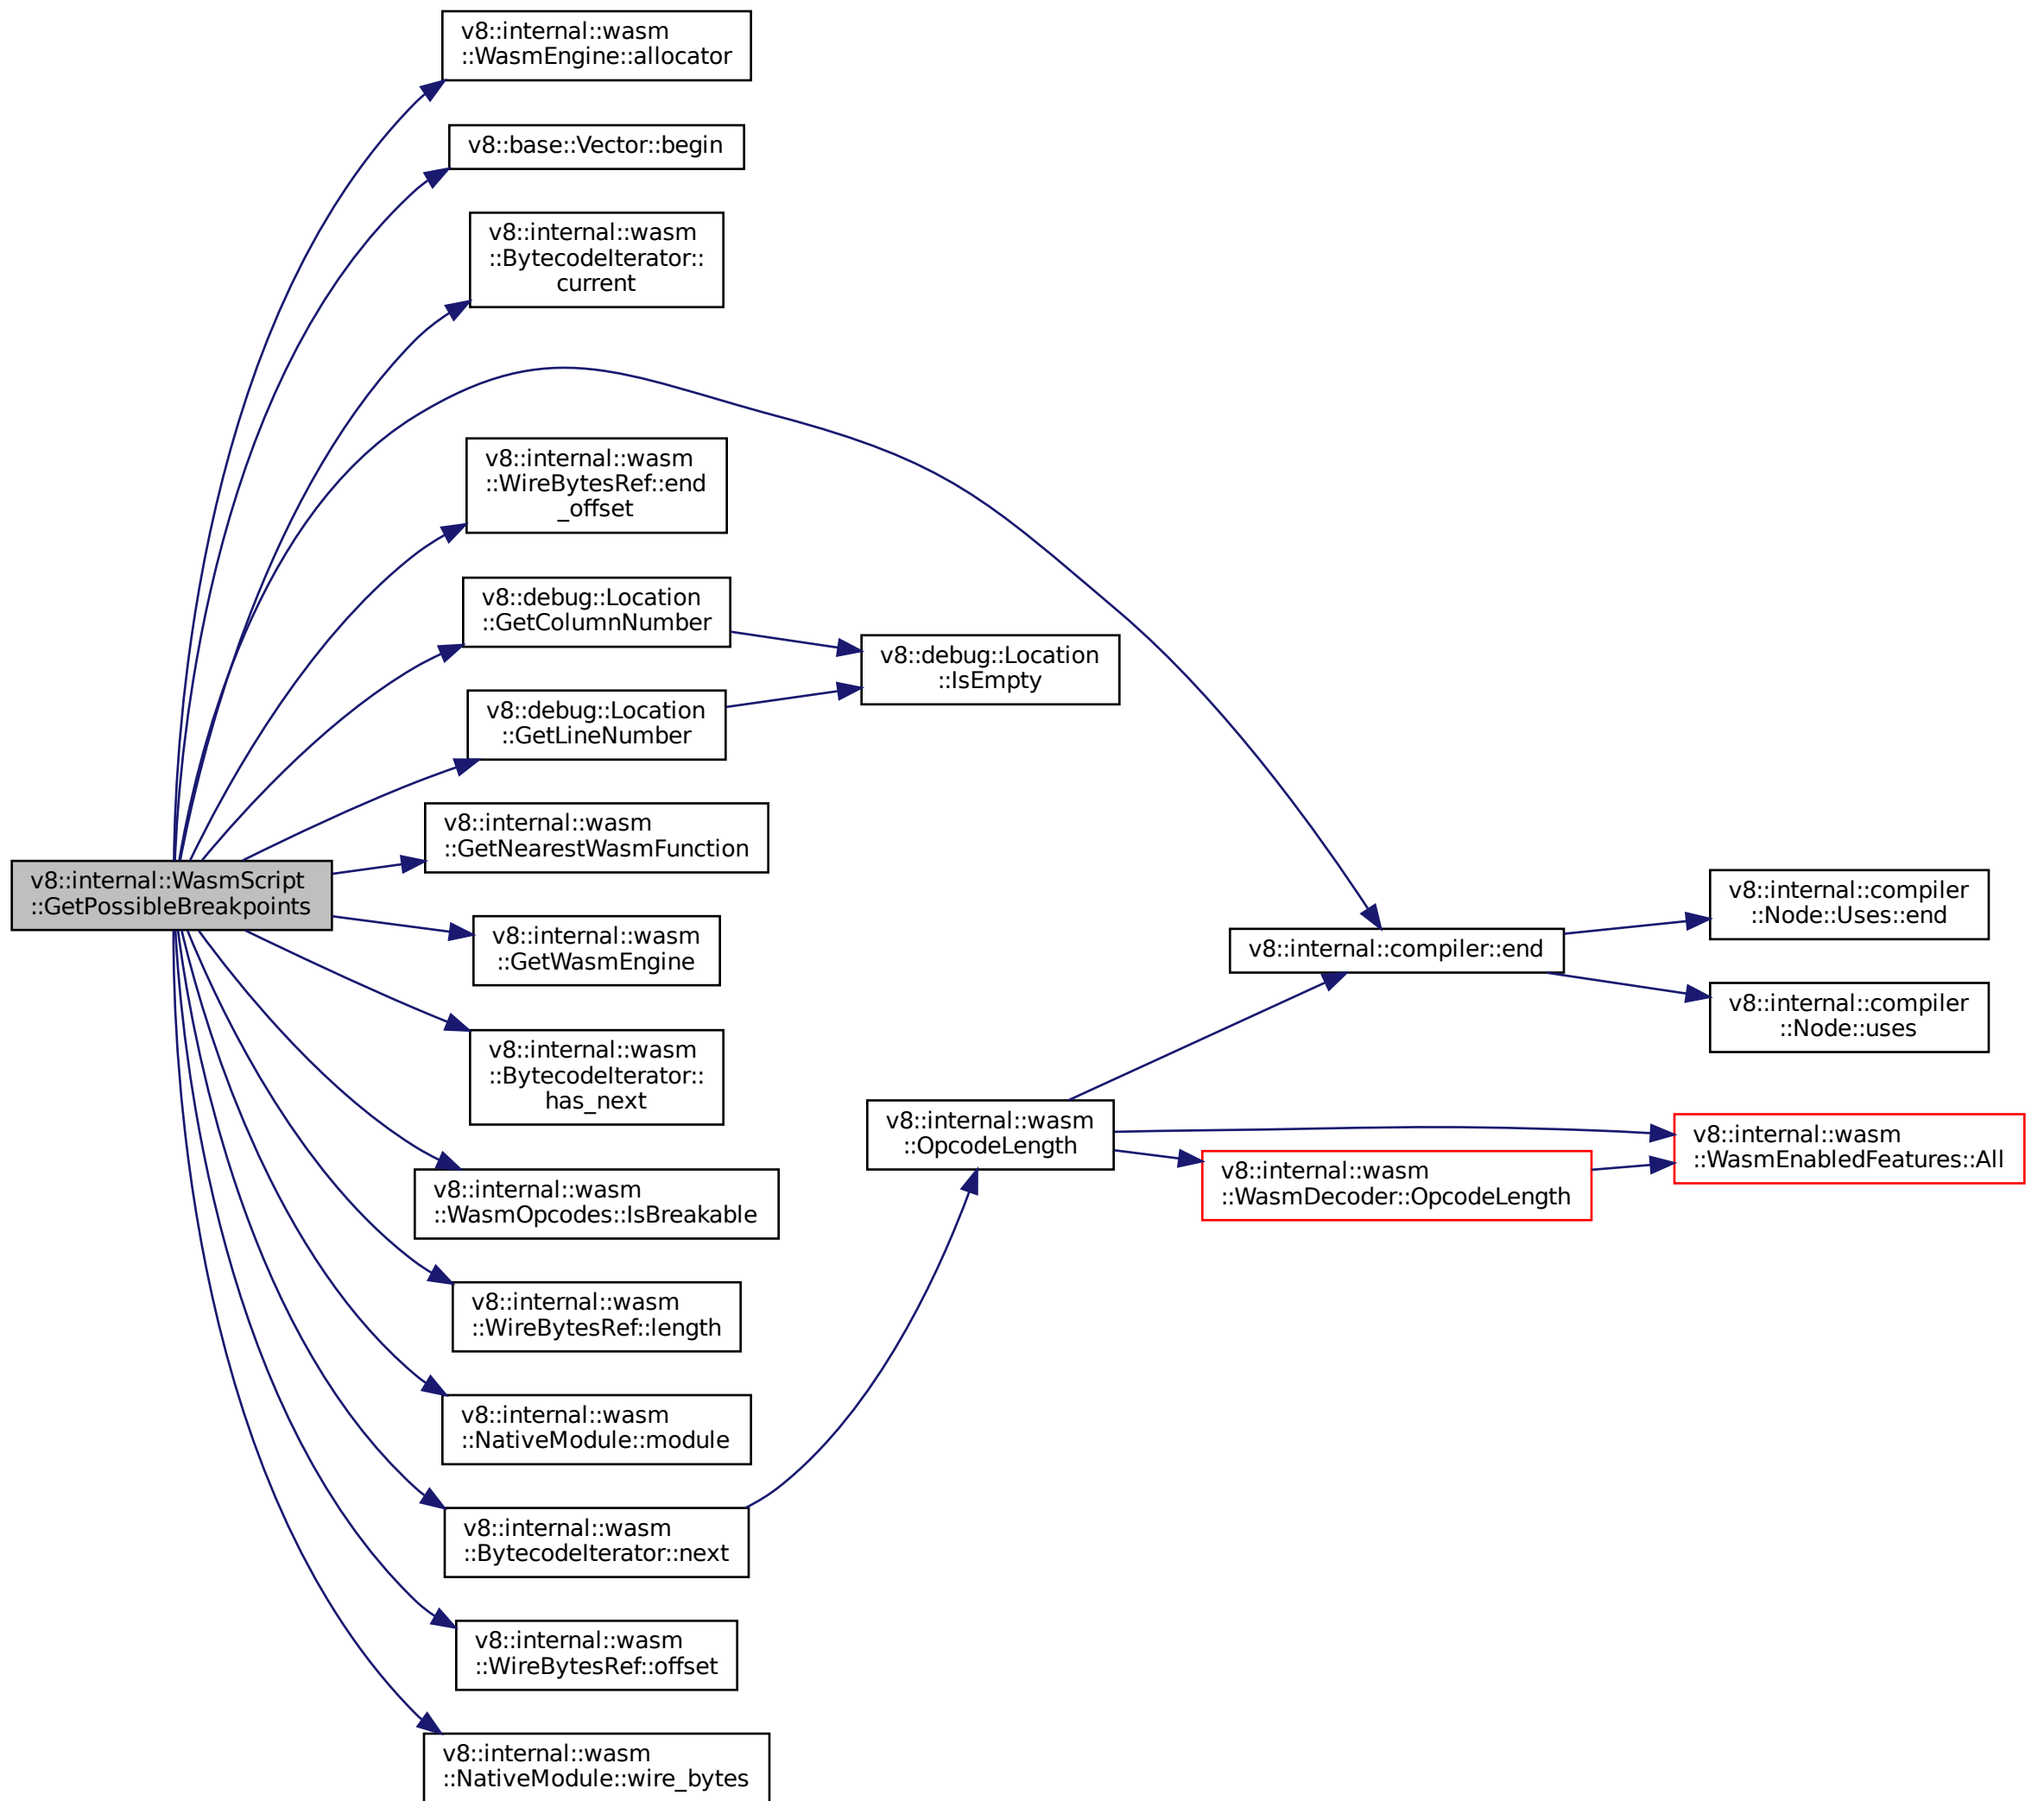 v8::internal::wasm
::WasmEngine::allocator
v8::base::Vector::begin
v8::internal::wasm
::BytecodeIterator::
current
v8::internal::wasm
::WireBytesRef::end
_offset
v8::debug::Location
::GetColumnNumber
v8::debug::Location
::IsEmpty
v8::debug::Location
::GetLineNumber
v8::internal::wasm
::GetNearestWasmFunction
v8::internal::WasmScript
::GetPossibleBreakpoints
v8::internal::wasm
::GetWasmEngine
v8::internal::compiler::end
v8::internal::compiler
::Node::Uses::end
v8::internal::compiler
::Node::uses
v8::internal::wasm
::BytecodeIterator::
has_next
v8::internal::wasm
::OpcodeLength
v8::internal::wasm
::WasmEnabledFeatures::All
v8::internal::wasm
::WasmDecoder::OpcodeLength
v8::internal::wasm
::WasmOpcodes::IsBreakable
v8::internal::wasm
::WireBytesRef::length
v8::internal::wasm
::NativeModule::module
v8::internal::wasm
::BytecodeIterator::next
v8::internal::wasm
::WireBytesRef::offset
v8::internal::wasm
::NativeModule::wire_bytes